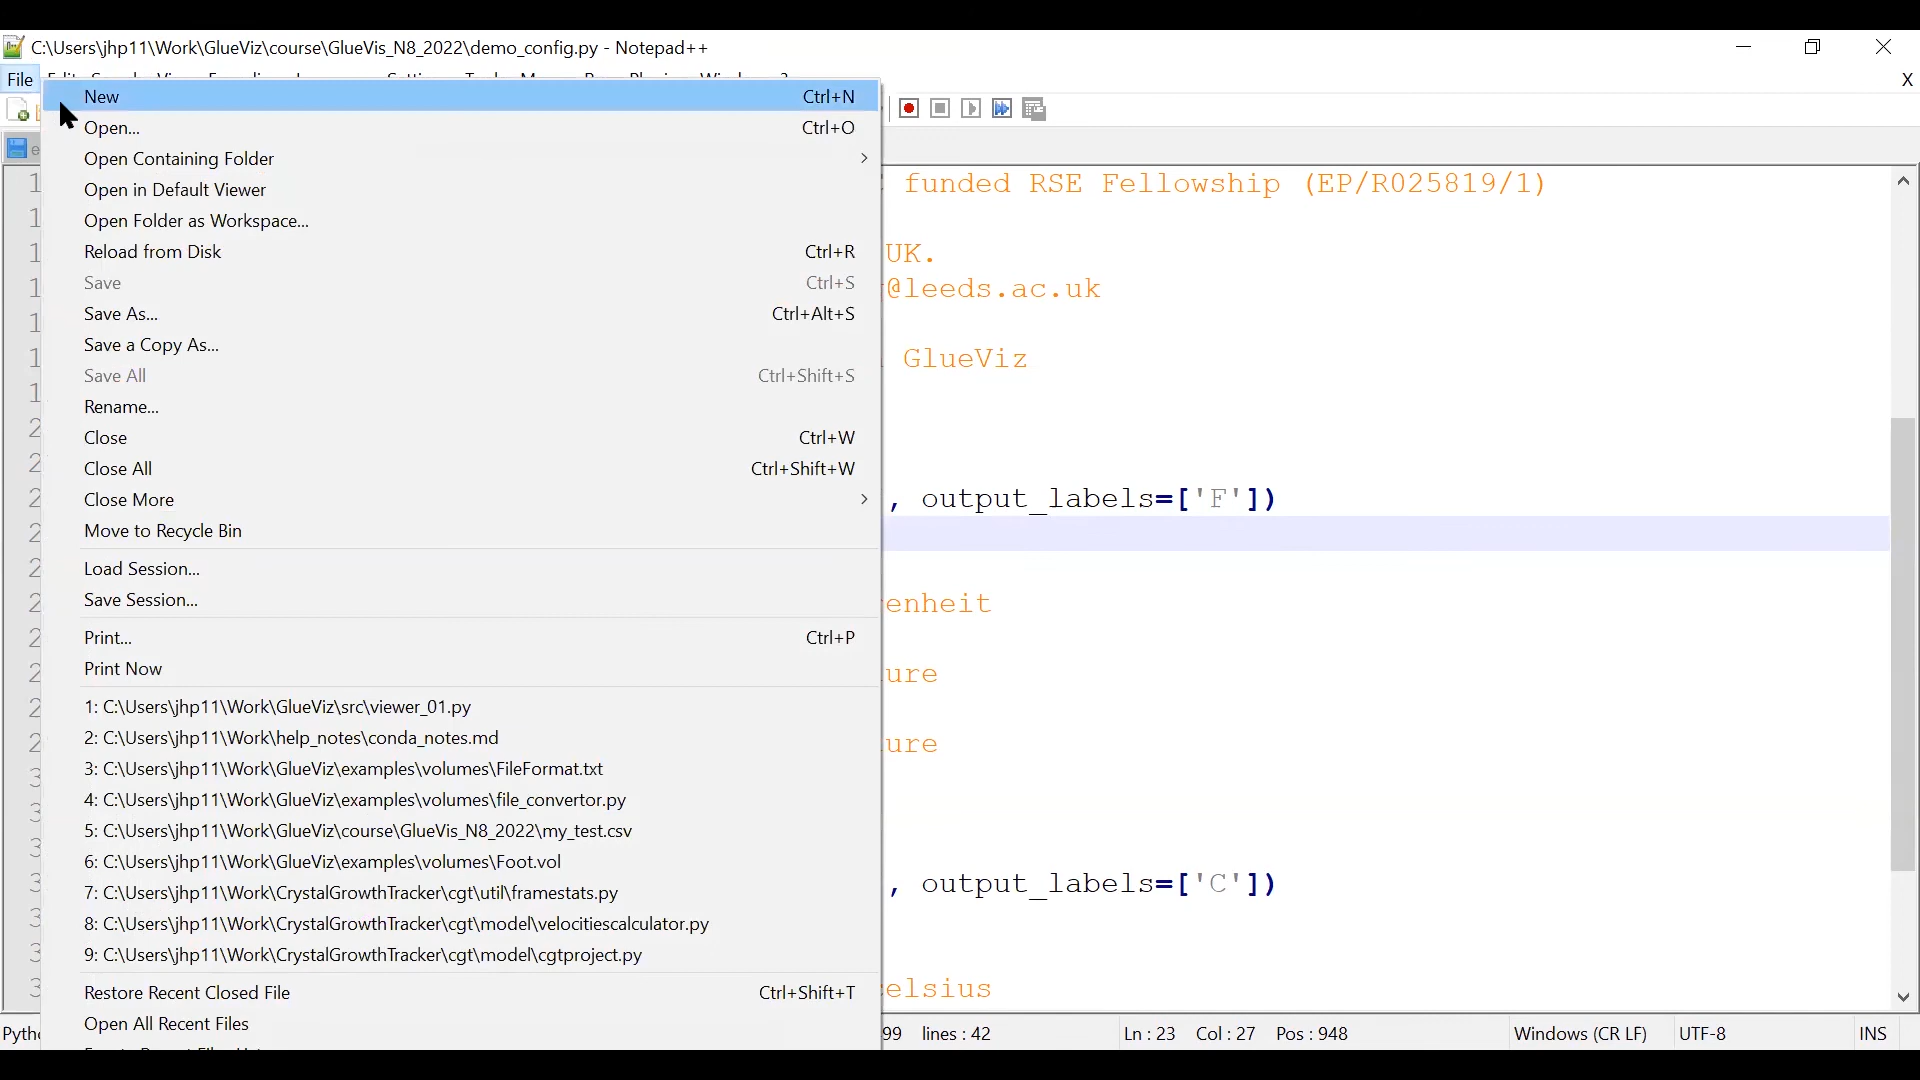 C:\Users\jhp11\Work\GlueViz\course\GlueVis_N8_2022\demo_config.py - Notepad++
File
X
New Ctrl+N
Open... Ctrl+O
Open Containing Folder
Open in Default Viewer
Open Folder as Workspace...
Reload from Disk Ctrl+R
Save Ctrl+S
Save As... Ctrl+Alt+S
Save a Copy As...
Save All Ctrl+Shift+S
Rename...
Close Ctrl+W
Close All Ctrl+Shift+W
Close More
Move to Recycle Bin
Load Session...
Save Session...
Print... Ctrl+P
Print Now
1: C:\Users\jhp11\Work\GlueViz\src\viewer_01.py
2: C:\Users\jhp11\Work\help_notes\conda_notes.md
3: C:\Users\jhp11\Work\GlueViz\examples\volumes\FileFormat.txt
4: C:\Users\jhp11\Work\GlueViz\examples\volumes\file_convertor.py
5: C:\Users\jhp11\Work\GlueViz\course\GlueVis_N8_2022\my_test.csv
6: C:\Users\jhp11\Work\GlueViz\examples\volumes\Foot.vol
7: C:\Users\jhp11\Work\CrystalGrowthTracker\cgt\util\framestats.py
8: C:\Users\jhp11\Work\CrystalGrowthTracker\cgt\model\velocitiescalculator.py
9: C:\Users\jhp11\Work\CrystalGrowthTracker\cgt\model\cgtproject.py
Restore Recent Closed File Ctrl+Shift+T
Open All Recent Files
funded RSE Fellowship (EP/R025819/1)
UK.
@leeds.ac.uk
GlueViz
, output_labels=['F'])
enheit
ure
ure
, output_labels=['C'])
elsius
99 lines : 42 Ln : 23 Col : 27 Pos : 948 Windows (CR LF) UTF-8 INS